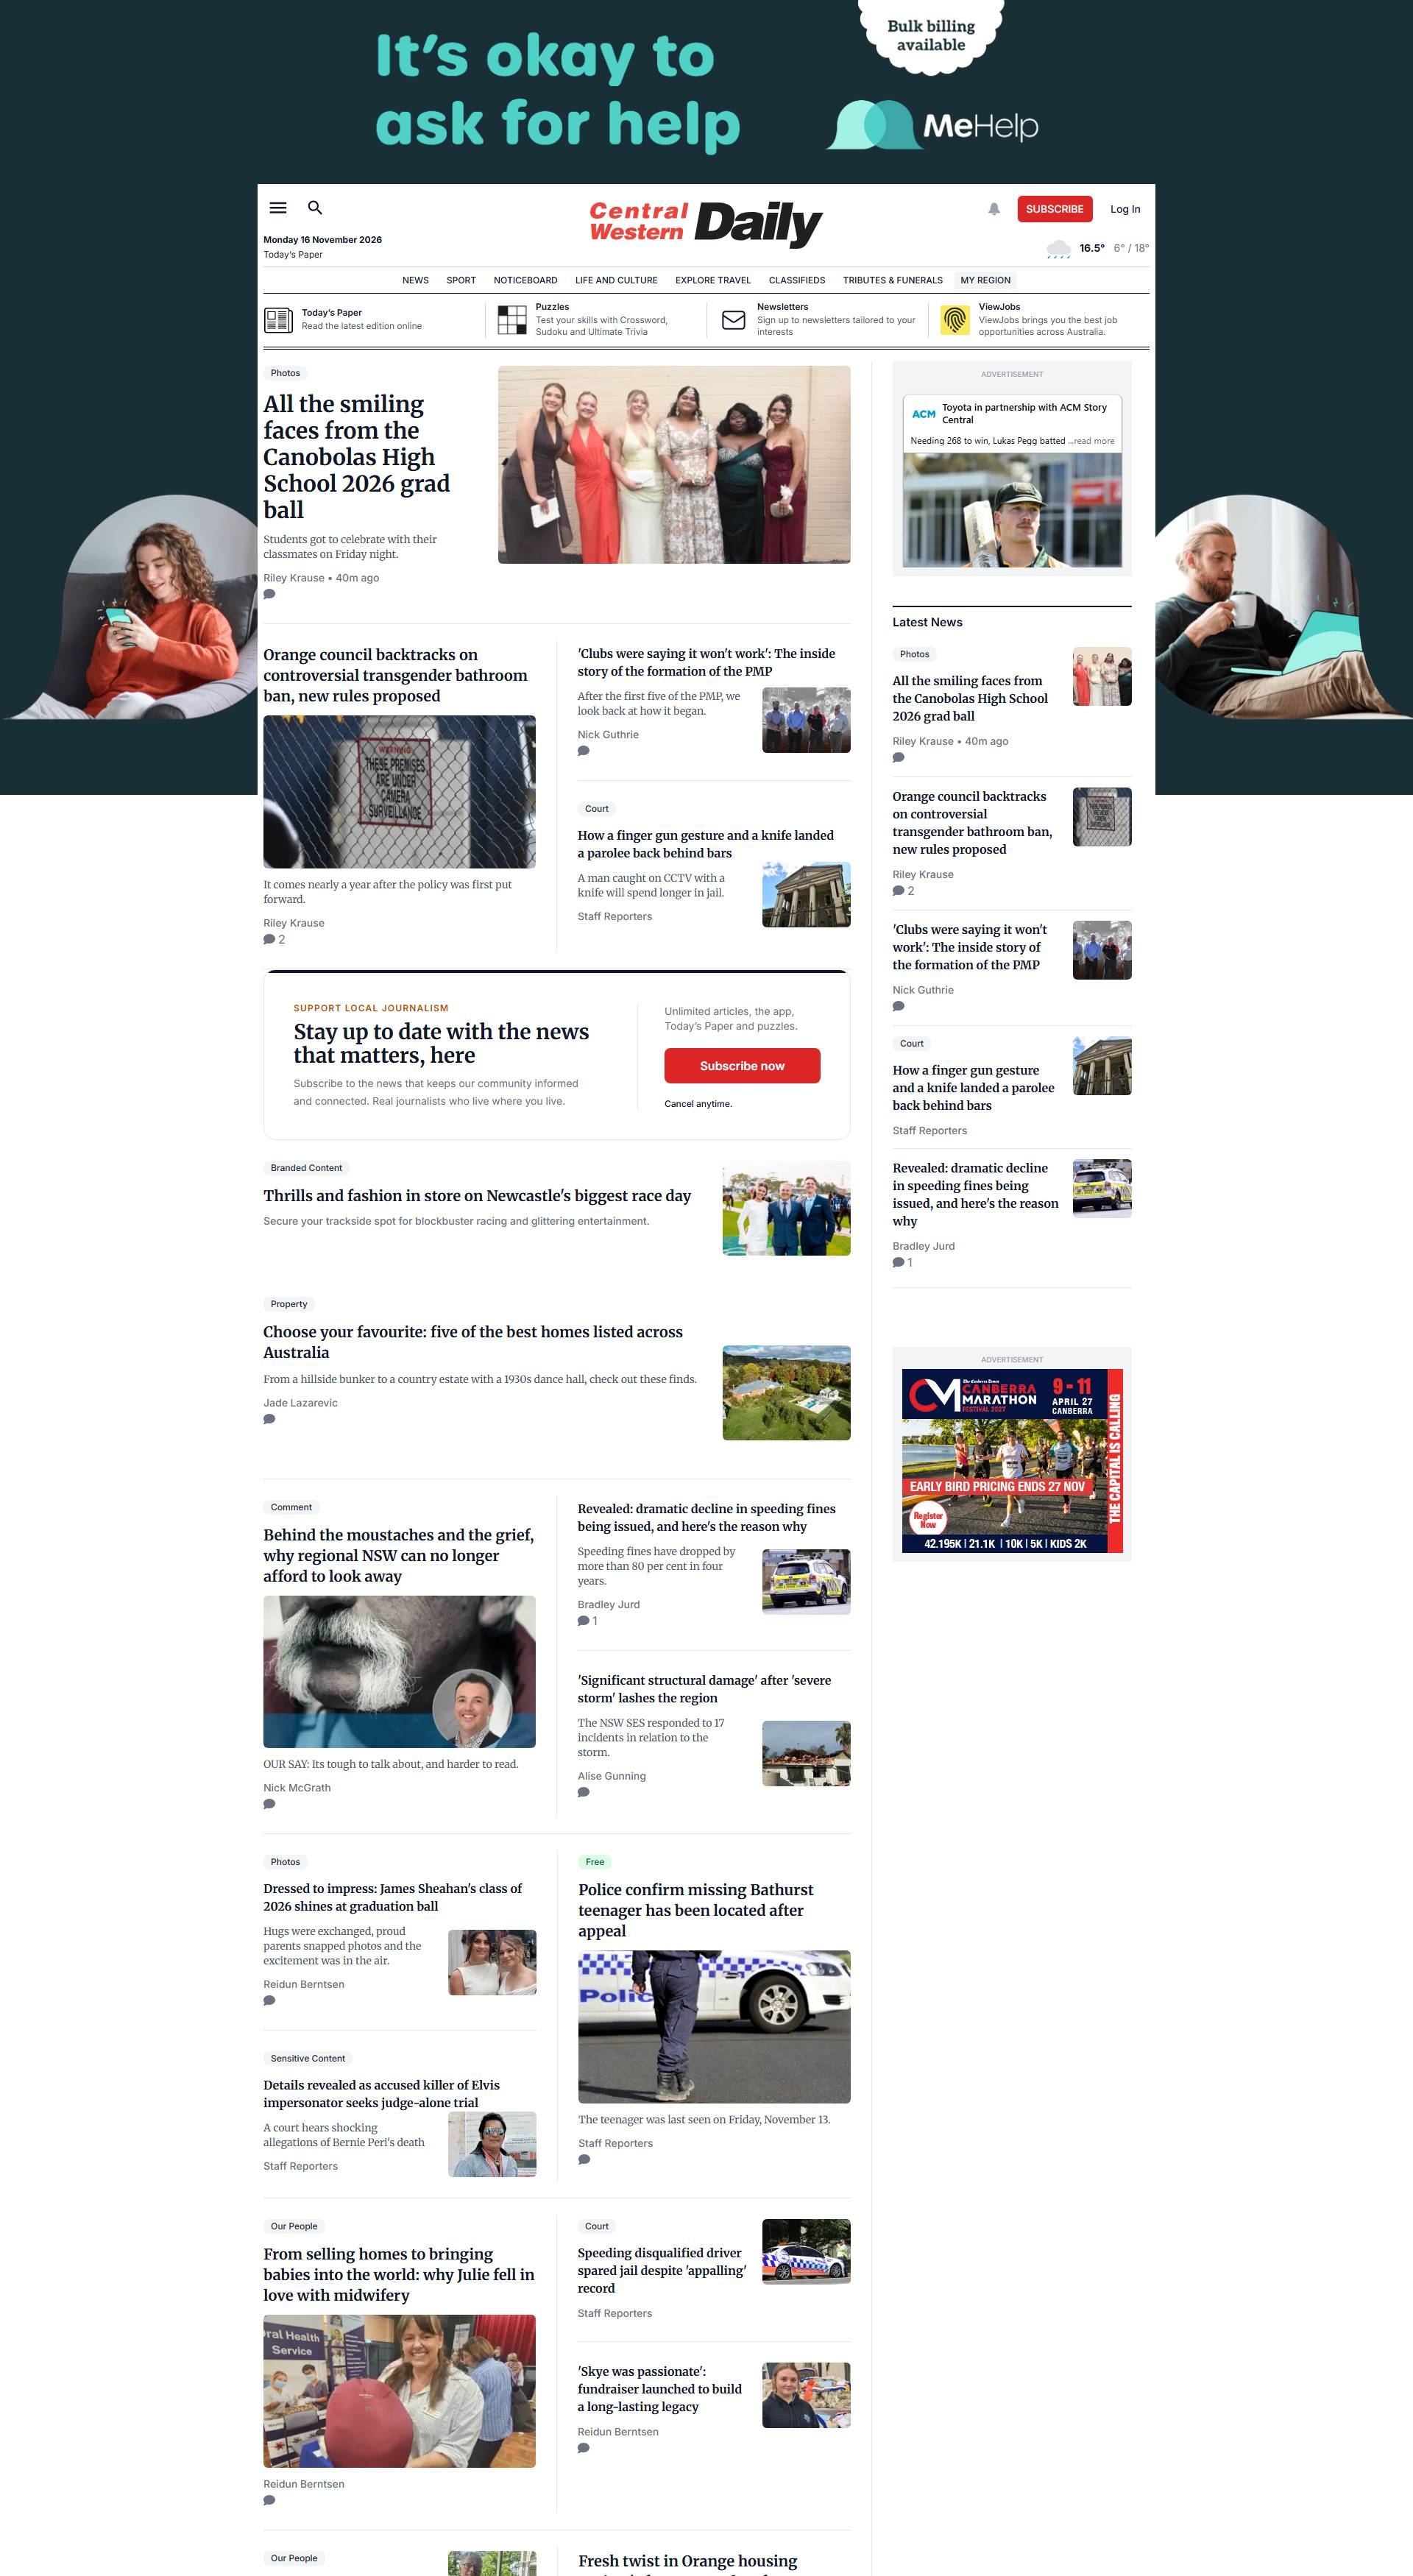 It's okay to
ask for help
Bulk billing
available
MeHelp
Central
Western Daily
SUBSCRIBE
Log In
Monday 16 November 2026
Today's Paper
16.5° 6° / 18°
NEWS SPORT NOTICEBOARD LIFE AND CULTURE EXPLORE TRAVEL CLASSIFIEDS TRIBUTES & FUNERALS MY REGION
Today's Paper
Read the latest edition online
Puzzles
Test your skills with Crossword,
Sudoku and Ultimate Trivia
Newsletters
Sign up to newsletters tailored to your
interests
ViewJobs
ViewJobs brings you the best job
opportunities across Australia.
Photos
All the smiling
faces from the
Canobolas High
School 2026 grad
ball
Students got to celebrate with their
classmates on Friday night.
Riley Krause • 40m ago
Orange council backtracks on
controversial transgender bathroom
ban, new rules proposed
WARNING
THESE PREMISES
ARE UNDER
CAMERA
SURVEILLANCE
It comes nearly a year after the policy was first put
forward.
Riley Krause
2
'Clubs were saying it won't work': The inside
story of the formation of the PMP
After the first five of the PMP, we
look back at how it began.
Nick Guthrie
Court
How a finger gun gesture and a knife landed
a parolee back behind bars
A man caught on CCTV with a
knife will spend longer in jail.
Staff Reporters
SUPPORT LOCAL JOURNALISM
Stay up to date with the news
that matters, here
Subscribe to the news that keeps our community informed
and connected. Real journalists who live where you live.
Unlimited articles, the app,
Today's Paper and puzzles.
Subscribe now
Cancel anytime.
Branded Content
Thrills and fashion in store on Newcastle's biggest race day
Secure your trackside spot for blockbuster racing and glittering entertainment.
Property
Choose your favourite: five of the best homes listed across
Australia
From a hillside bunker to a country estate with a 1930s dance hall, check out these finds.
Jade Lazarevic
Comment
Behind the moustaches and the grief,
why regional NSW can no longer
afford to look away
OUR SAY: Its tough to talk about, and harder to read.
Nick McGrath
Revealed: dramatic decline in speeding fines
being issued, and here's the reason why
Speeding fines have dropped by
more than 80 per cent in four
years.
Bradley Jurd
1
'Significant structural damage' after 'severe
storm' lashes the region
The NSW SES responded to 17
incidents in relation to the
storm.
Alise Gunning
Photos
Dressed to impress: James Sheahan's class of
2026 shines at graduation ball
Hugs were exchanged, proud
parents snapped photos and the
excitement was in the air.
Reidun Berntsen
Sensitive Content
Details revealed as accused killer of Elvis
impersonator seeks judge-alone trial
A court hears shocking
allegations of Bernie Peri's death
Staff Reporters
Free
Police confirm missing Bathurst
teenager has been located after
appeal
Polic
The teenager was last seen on Friday, November 13.
Staff Reporters
Our People
From selling homes to bringing
babies into the world: why Julie fell in
love with midwifery
ral Health
Service
Reidun Berntsen
Court
Speeding disqualified driver
spared jail despite 'appalling'
record
Staff Reporters
'Skye was passionate':
fundraiser launched to build
a long-lasting legacy
Reidun Berntsen
Our People
Fresh twist in Orange housing
ADVERTISEMENT
ACM
Toyota in partnership with ACM Story
Central
Needing 268 to win, Lukas Pegg batted ...read more
Latest News
Photos
All the smiling faces from
the Canobolas High School
2026 grad ball
Riley Krause • 40m ago
Orange council backtracks
on controversial
transgender bathroom ban,
new rules proposed
Riley Krause
2
'Clubs were saying it won't
work': The inside story of
the formation of the PMP
Nick Guthrie
Court
How a finger gun gesture
and a knife landed a parolee
back behind bars
Staff Reporters
Revealed: dramatic decline
in speeding fines being
issued, and here's the reason
why
Bradley Jurd
1
ADVERTISEMENT
CM
The Canberra Times
CANBERRA
MARATHON
FESTIVAL 2027
9 - 11
APRIL 27
CANBERRA
THE CAPITAL IS CALLING
EARLY BIRD PRICING ENDS 27 NOV
Register
Now
42.195K | 21.1K | 10K | 5K | KIDS 2K